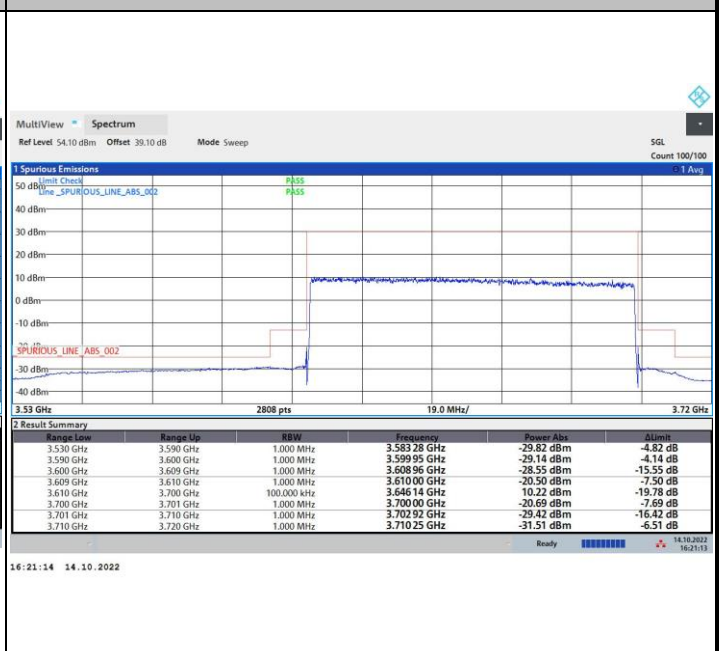 MultiView Spectrum
Ref Level 54.10 dBm Offset 39.10 dB Mode Sweep SGL
Count 100/100
1 Spurious Emissions 1 Avg
Limit Check PASS
50 dBm
Line _SPURIOUS_LINE_ABS_002 PASS
40 dBm
30 dBm
20 dBm
10 dBm
0 dBm
-10 dBm
-20 dBm
_SPURIOUS_LINE_ABS_002
-30 dBm
-40 dBm
3.53 GHz 2808 pts 19.0 MHz/ 3.72 GHz
2 Result Summary
Range Low Range Up RBW Frequency Power Abs ΔLimit
3.530 GHz 3.590 GHz 1.000 MHz 3.583 28 GHz -29.82 dBm -4.82 dB
3.590 GHz 3.600 GHz 1.000 MHz 3.599 95 GHz -29.14 dBm -4.14 dB
3.600 GHz 3.609 GHz 1.000 MHz 3.608 96 GHz -28.55 dBm -15.55 dB
3.609 GHz 3.610 GHz 1.000 MHz 3.610 00 GHz -20.50 dBm -7.50 dB
3.610 GHz 3.700 GHz 100.000 kHz 3.646 14 GHz 10.22 dBm -19.78 dB
3.700 GHz 3.701 GHz 1.000 MHz 3.700 00 GHz -20.69 dBm -7.69 dB
3.701 GHz 3.710 GHz 1.000 MHz 3.702 92 GHz -29.42 dBm -16.42 dB
3.710 GHz 3.720 GHz 1.000 MHz 3.710 25 GHz -31.51 dBm -6.51 dB
Ready 14.10.2022
16:21:13
16:21:14 14.10.2022